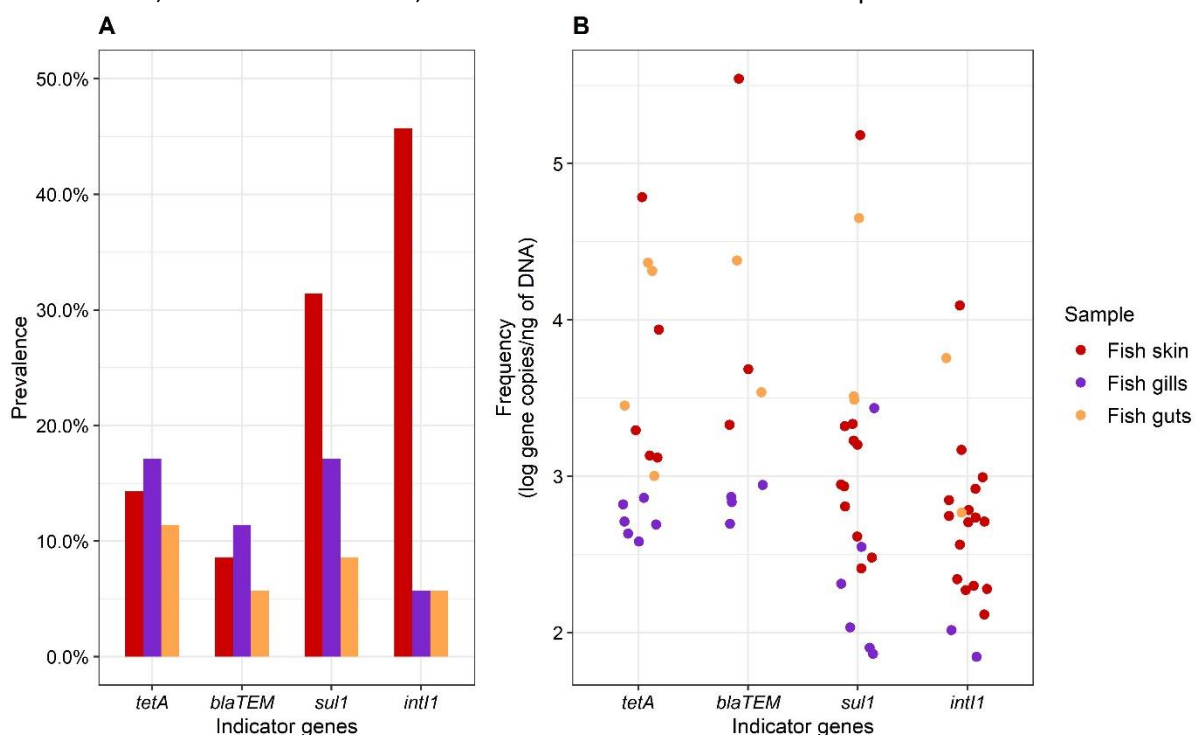 A
B
50.0%
40.0%
30.0%
20.0%
10.0%
0.0%
Prevalence
tetA blaTEM sul1 intI1
Indicator genes
5
4
3
2
Frequency
(log gene copies/ng of DNA)
tetA blaTEM sul1 intI1
Indicator genes
Sample
Fish skin
Fish gills
Fish guts